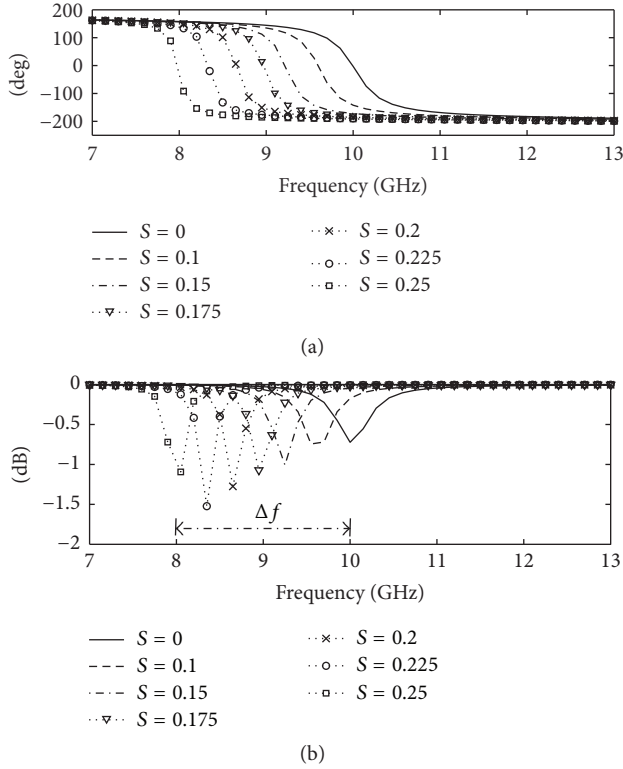 200
100
0
−100
−200
(deg)
7 8 9 10 11 12 13
Frequency (GHz)
S = 0
S = 0.1
S = 0.15
S = 0.175
S = 0.2
S = 0.225
S = 0.25
(a)
0
−0.5
−1
−1.5
−2
(dB)
Δf
7 8 9 10 11 12 13
Frequency (GHz)
S = 0
S = 0.1
S = 0.15
S = 0.175
S = 0.2
S = 0.225
S = 0.25
(b)